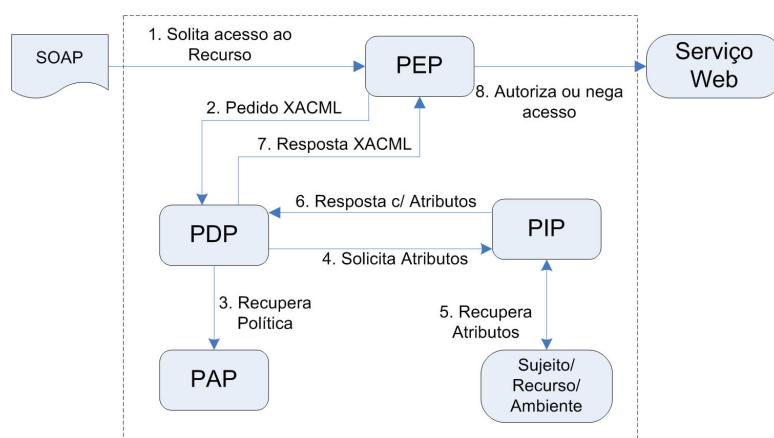 SOAP
1. Solita acesso ao
Recurso
PEP
Serviço
Web
8. Autoriza ou nega
acesso
2. Pedido XACML
7. Resposta XACML
6. Resposta c/ Atributos
PDP
PIP
4. Solicita Atributos
3. Recupera
Política
5. Recupera
Atributos
PAP
Sujeito/
Recurso/
Ambiente